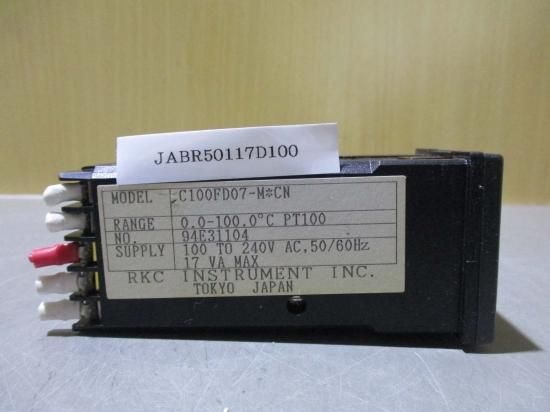 JABR50117D100
MODEL C100FD07-M*CN
RANGE 0.0-100.0°C PT100
NO. 94E31104
SUPPLY 100 TO 240V AC,50/60Hz
17 VA MAX
RKC INSTRUMENT INC.
TOKYO JAPAN